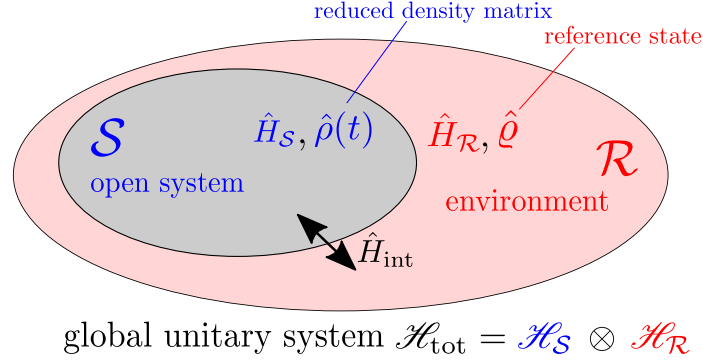 reduced density matrix
reference state
𝒮
Ĥ_𝒮, ρ̂(t)
Ĥ_ℛ, ϱ̂
ℛ
open system
environment
Ĥ_int
global unitary system ℋ_tot = ℋ_𝒮 ⊗ ℋ_ℛ